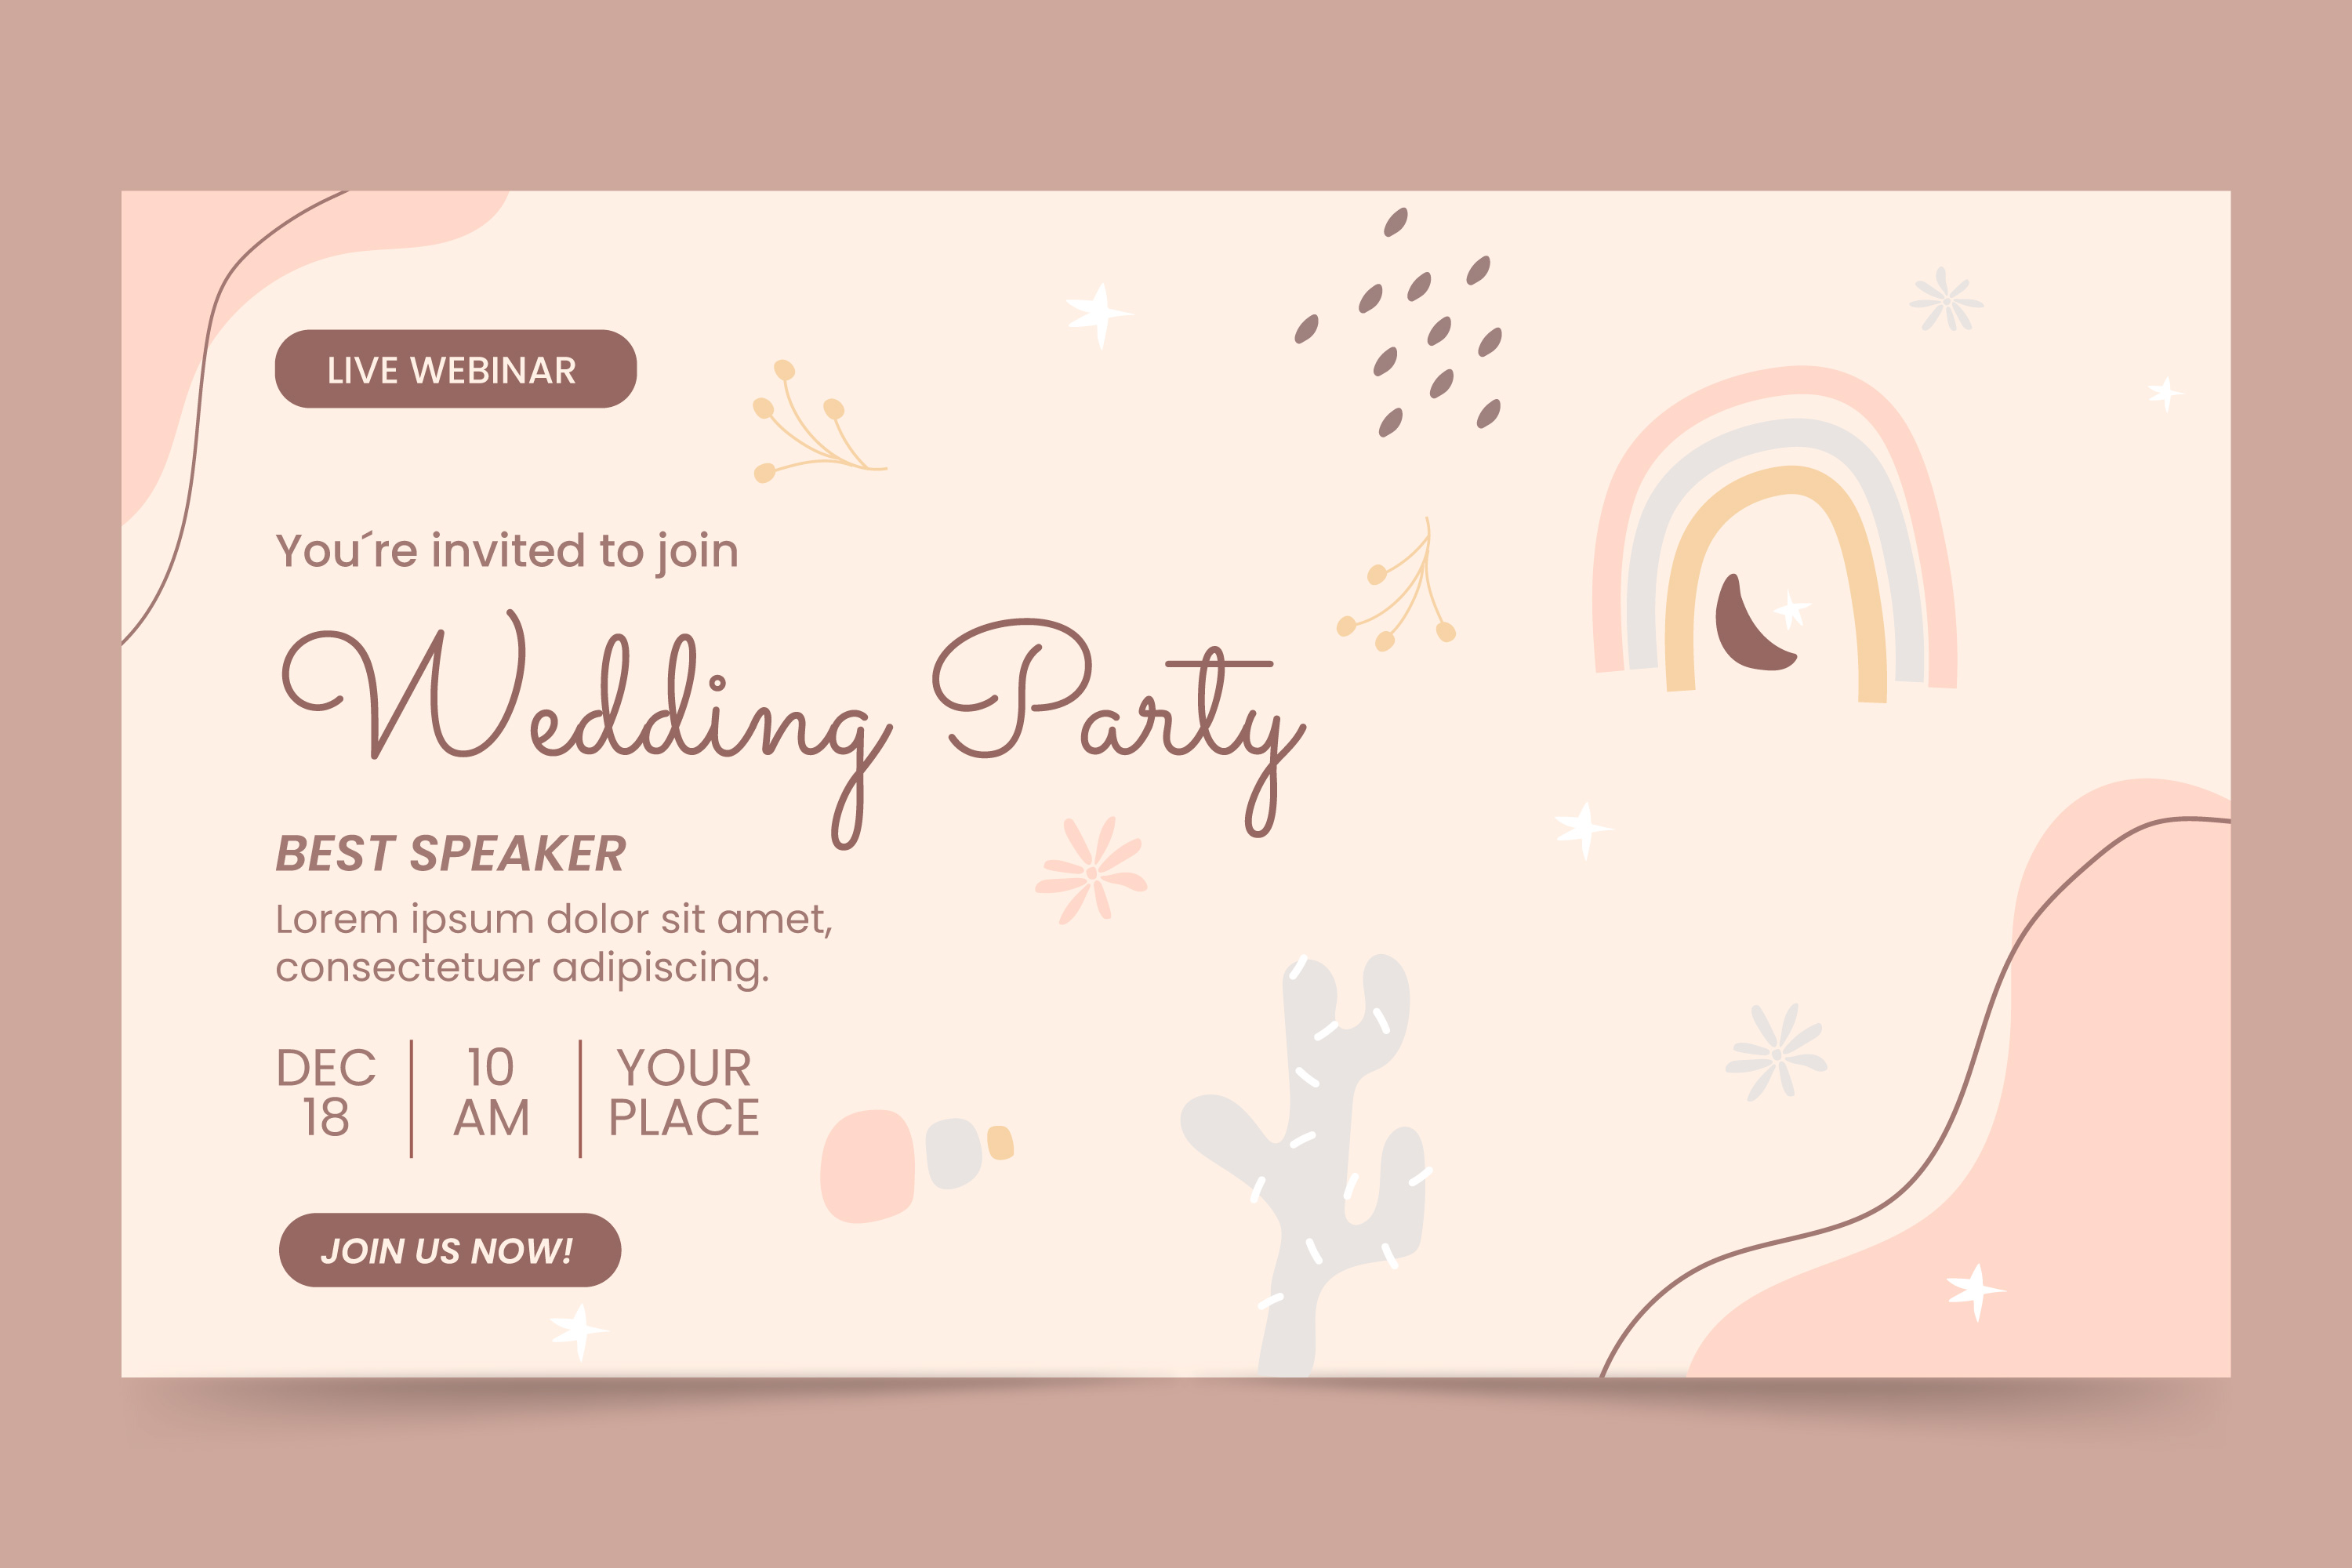 LIVE WEBINAR
You´re invited to join
Wedding Party
BEST SPEAKER
Lorem ipsum dolor sit amet,
consectetuer adipiscing.
DEC
18
10
AM
YOUR
PLACE
JOIN US NOW!